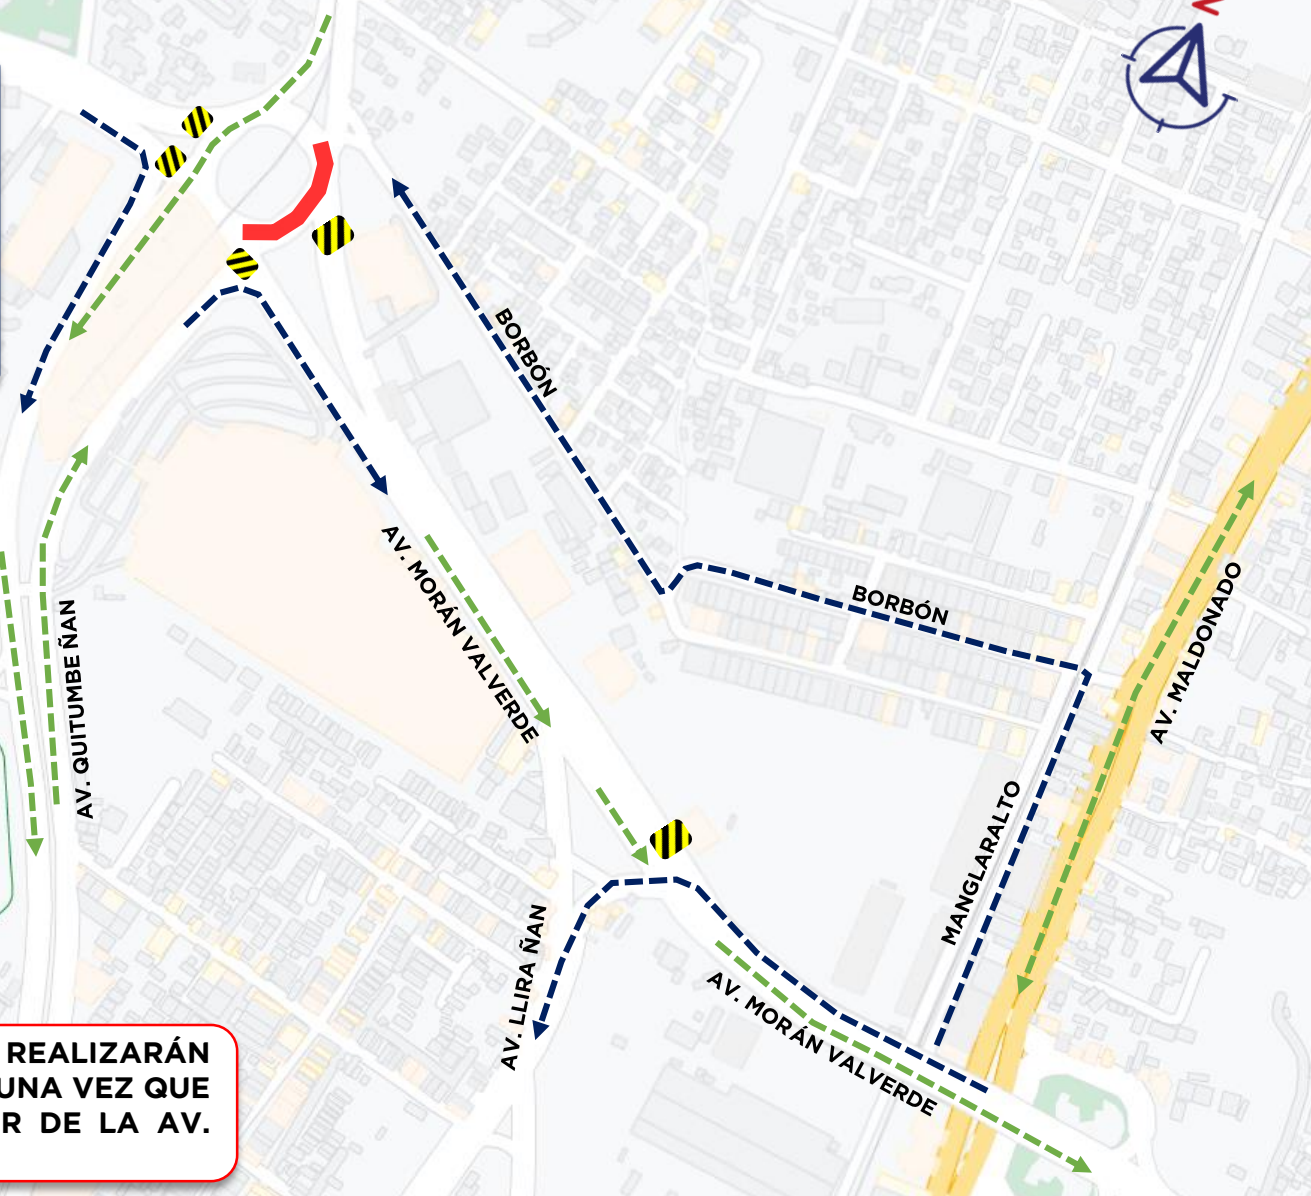 BORBÓN
BORBÓN
AV. MORÁN VALVERDE
AV. MALDONADO
AV. QUITUMBE ÑAN
MANGLARALTO
AV. LLIRA ÑAN
AV. MORÁN VALVERDE
REALIZARÁN
UNA VEZ QUE
R DE LA AV.